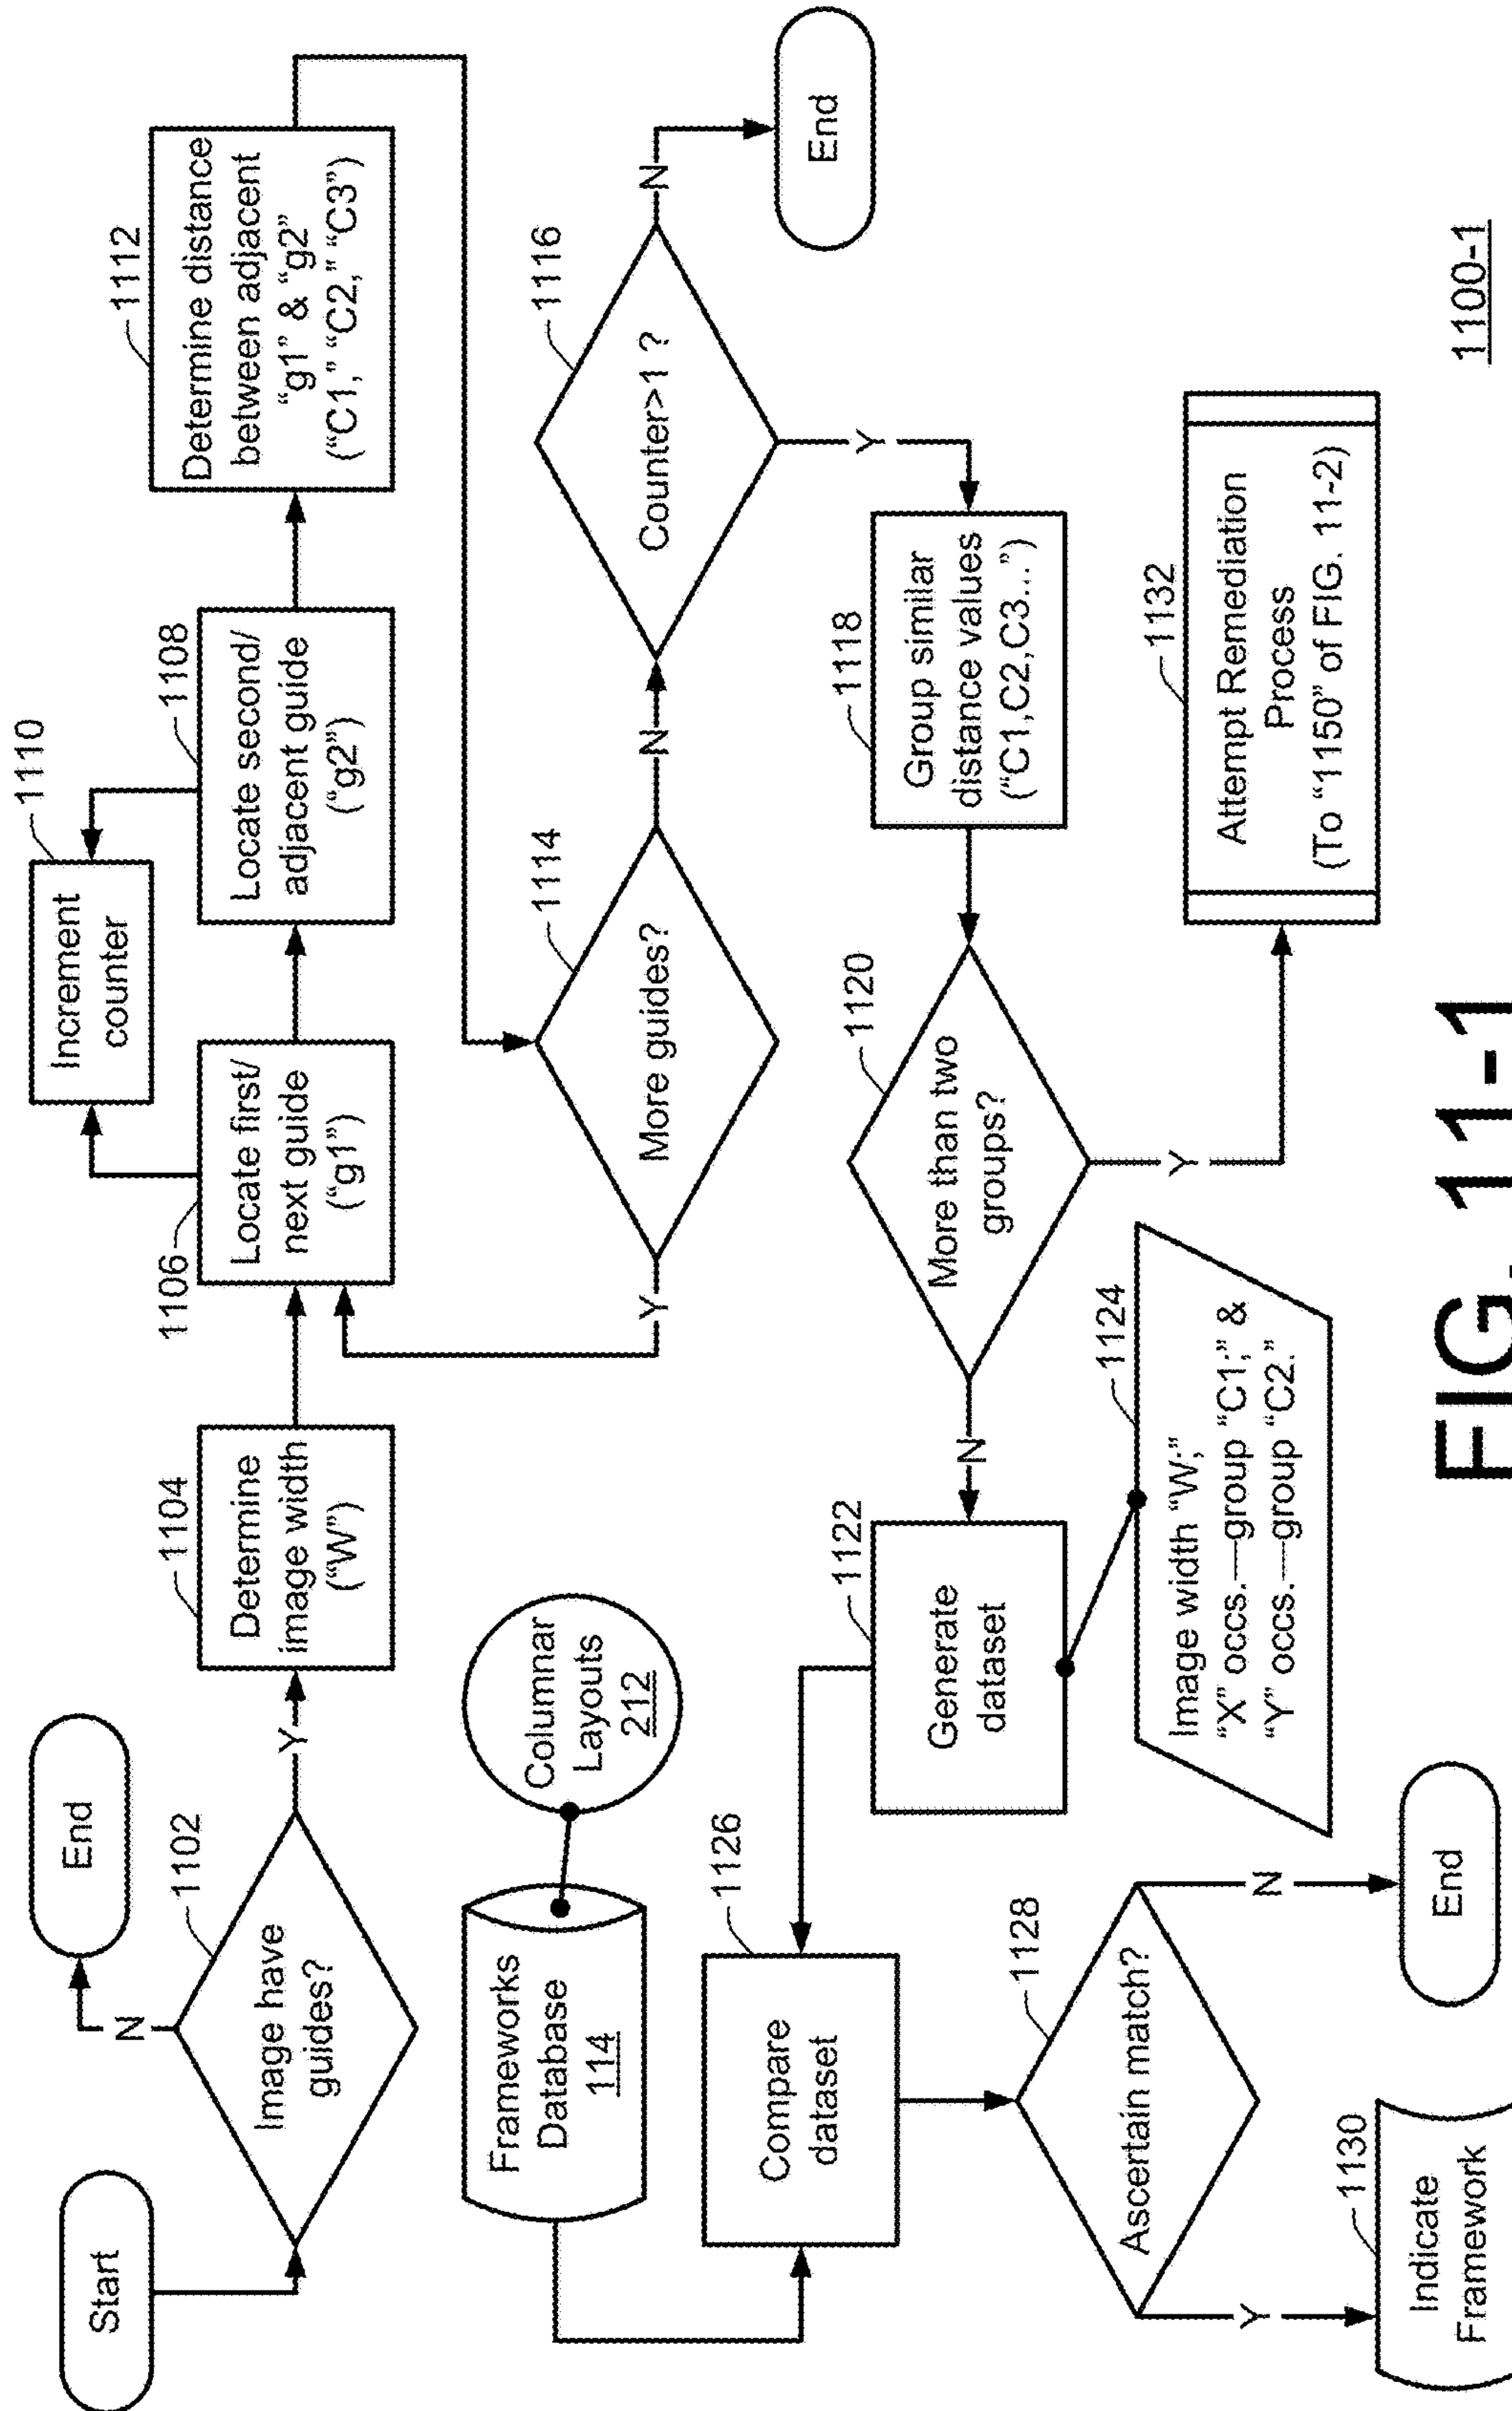 Start
Image have
guides?
1102
N
End
Y
Determine
image width
("W")
1104
Locate first/
next guide
("g1")
1106
Increment
counter
1110
Locate second/
adjacent guide
("g2")
1108
Determine distance
between adjacent
"g1" & "g2"
("C1," "C2," "C3")
1112
More guides?
1114
Y
N
Counter>1 ?
1116
N
End
Y
Group similar
distance values
("C1,C2,C3...")
1118
More than two
groups?
1120
Y
Attempt Remediation
Process
(To "1150" of FIG. 11-2)
1132
N
Generate
dataset
1122
Image width "W;"
"X" occs.—group "C1;" &
"Y" occs.—group "C2."
1124
Frameworks
Database
114
Columnar
Layouts
212
Compare
dataset
1126
Ascertain match?
1128
Y
Indicate
Framework
1130
N
End
1100-1
FIG. 11-1